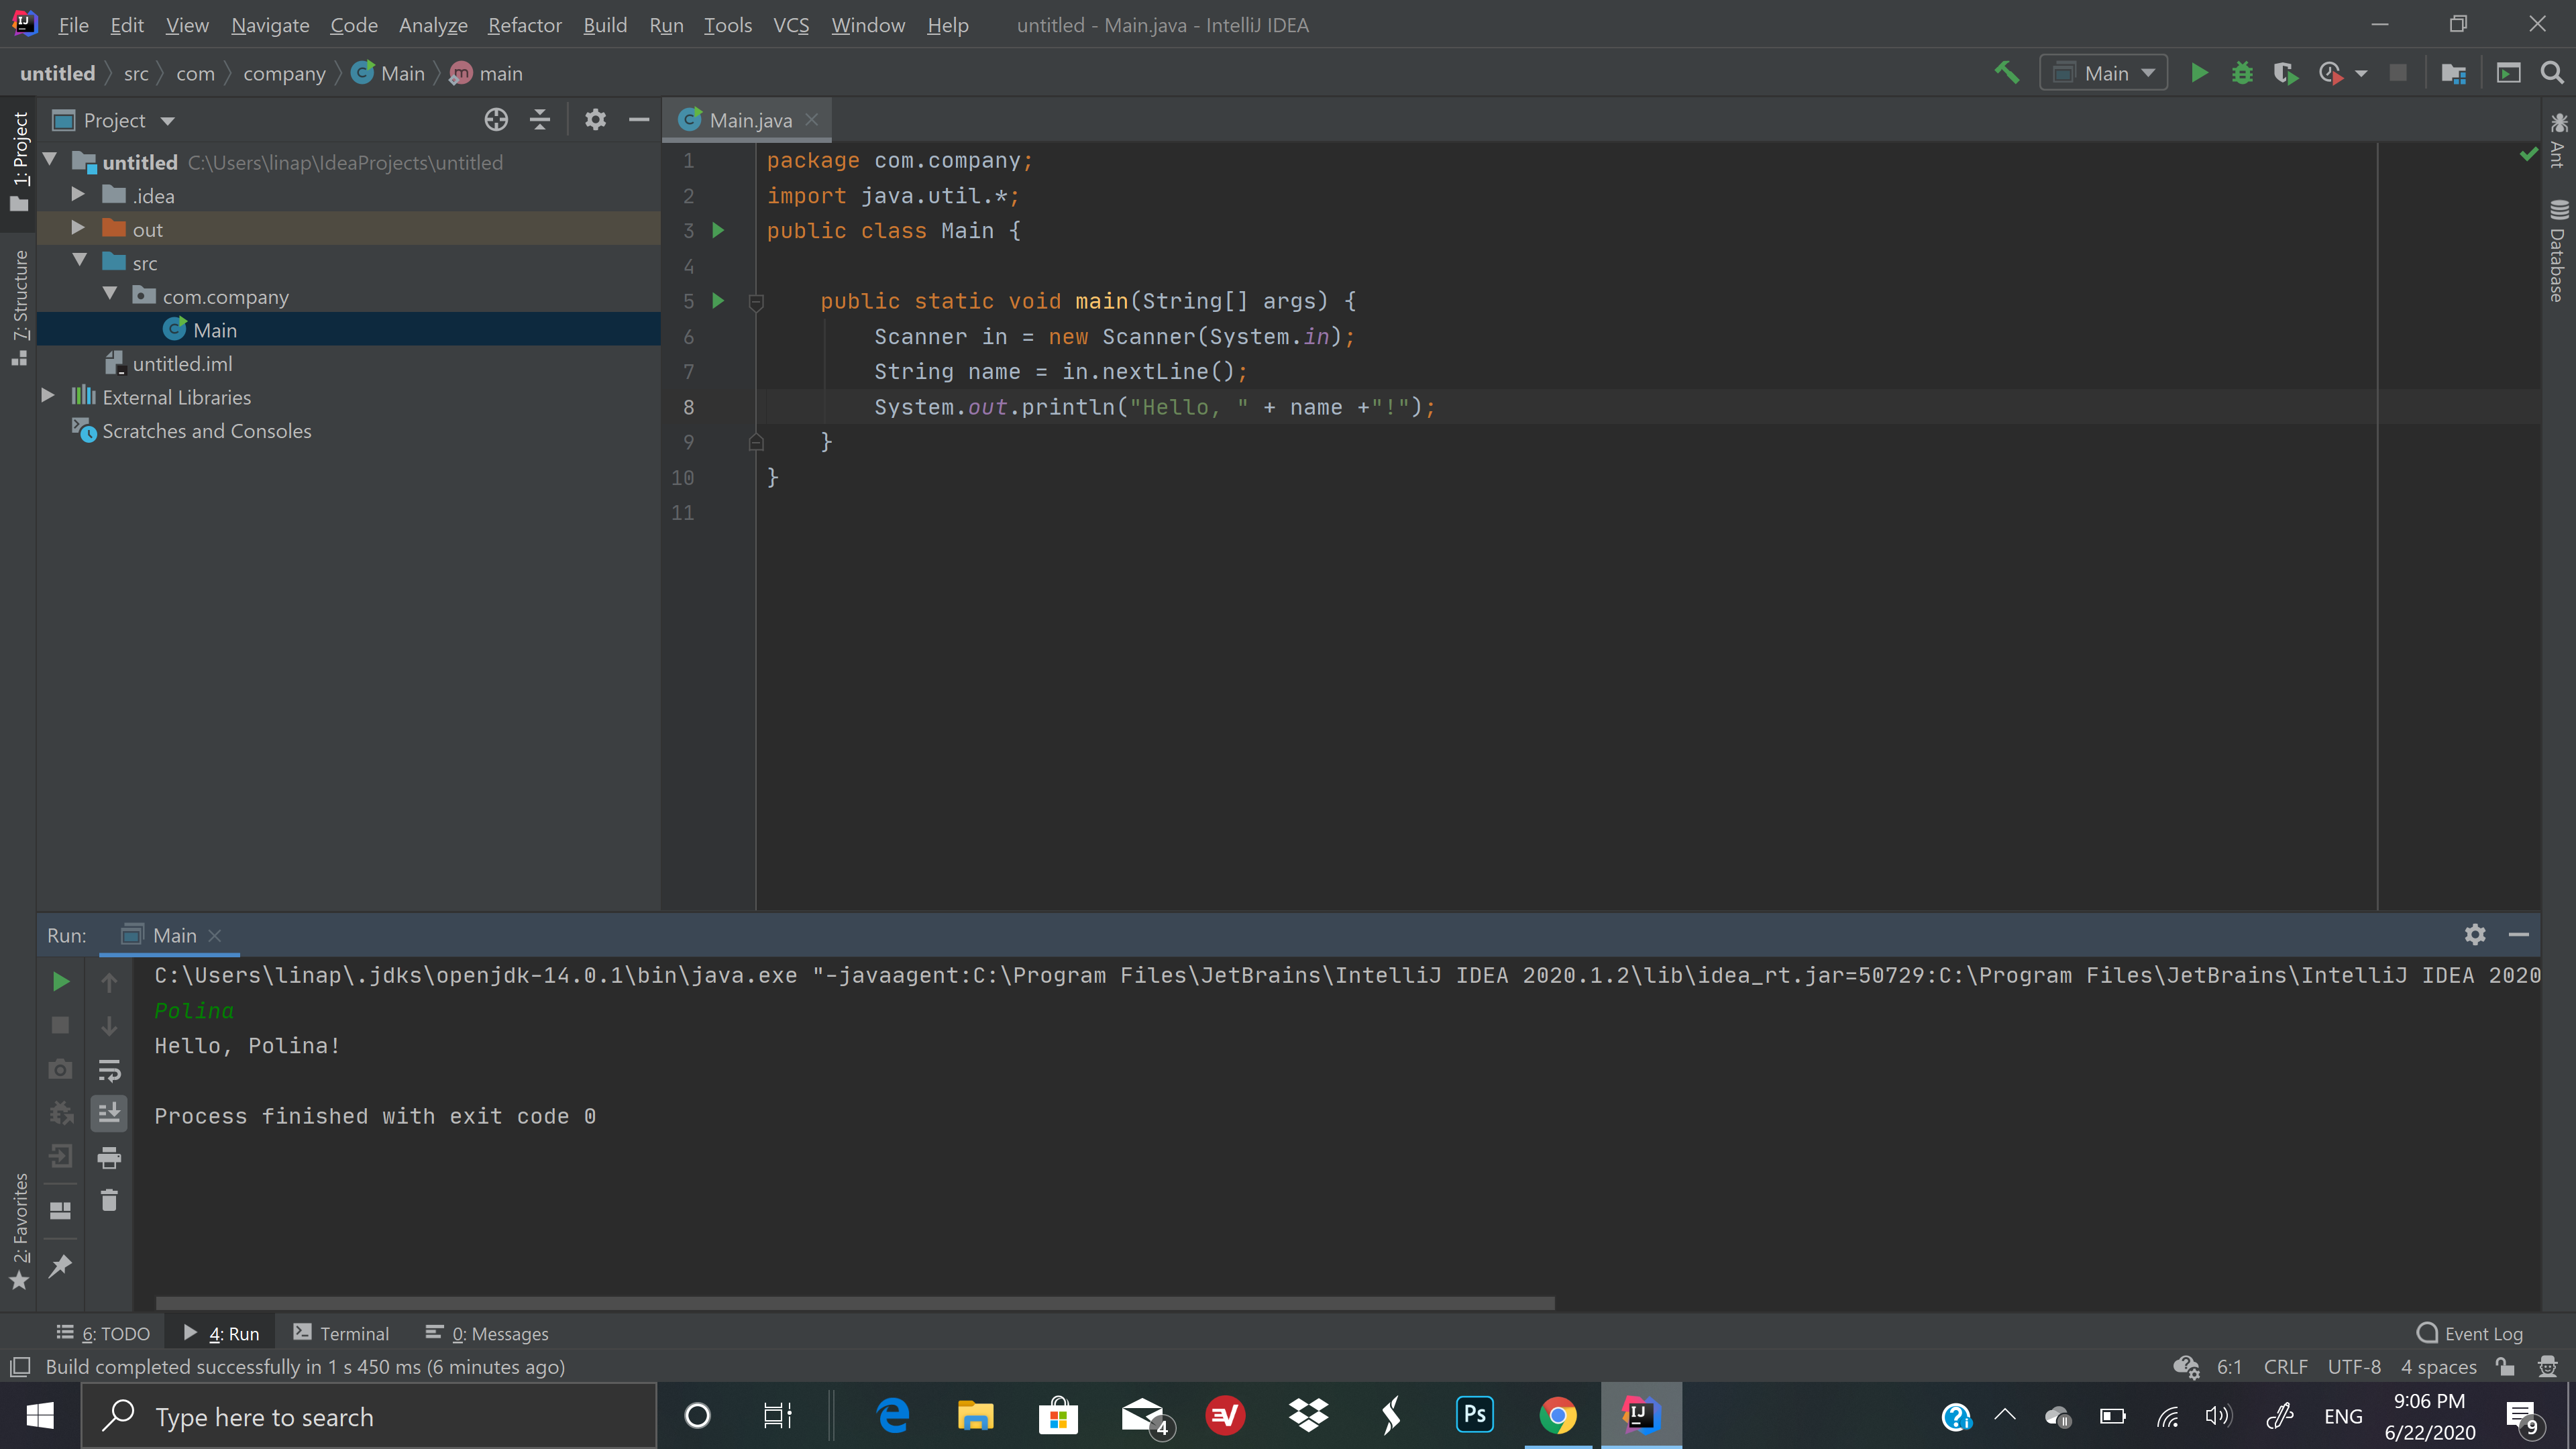 File Edit View Navigate Code Analyze Refactor Build Run Tools VCS Window Help untitled - Main.java - IntelliJ IDEA
untitled src com company Main main Main
1: Project
7: Structure
2: Favorites
Project
untitled C:\Users\linap\IdeaProjects\untitled
.idea
out
src
com.company
Main
untitled.iml
External Libraries
Scratches and Consoles
Main.java
1 package com.company;
2 import java.util.*;
3 public class Main {
4
5 public static void main(String[] args) {
6 Scanner in = new Scanner(System.in);
7 String name = in.nextLine();
8 System.out.println("Hello, " + name +"!");
9 }
10 }
11
Ant
Database
Run: Main
C:\Users\linap\.jdks\openjdk-14.0.1\bin\java.exe "-javaagent:C:\Program Files\JetBrains\IntelliJ IDEA 2020.1.2\lib\idea_rt.jar=50729:C:\Program Files\JetBrains\IntelliJ IDEA 2020
Polina
Hello, Polina!
Process finished with exit code 0
6: TODO 4: Run Terminal 0: Messages Event Log
Build completed successfully in 1 s 450 ms (6 minutes ago) 6:1 CRLF UTF-8 4 spaces
Type here to search 4 Ps IJ ENG 9:06 PM
6/22/2020 9